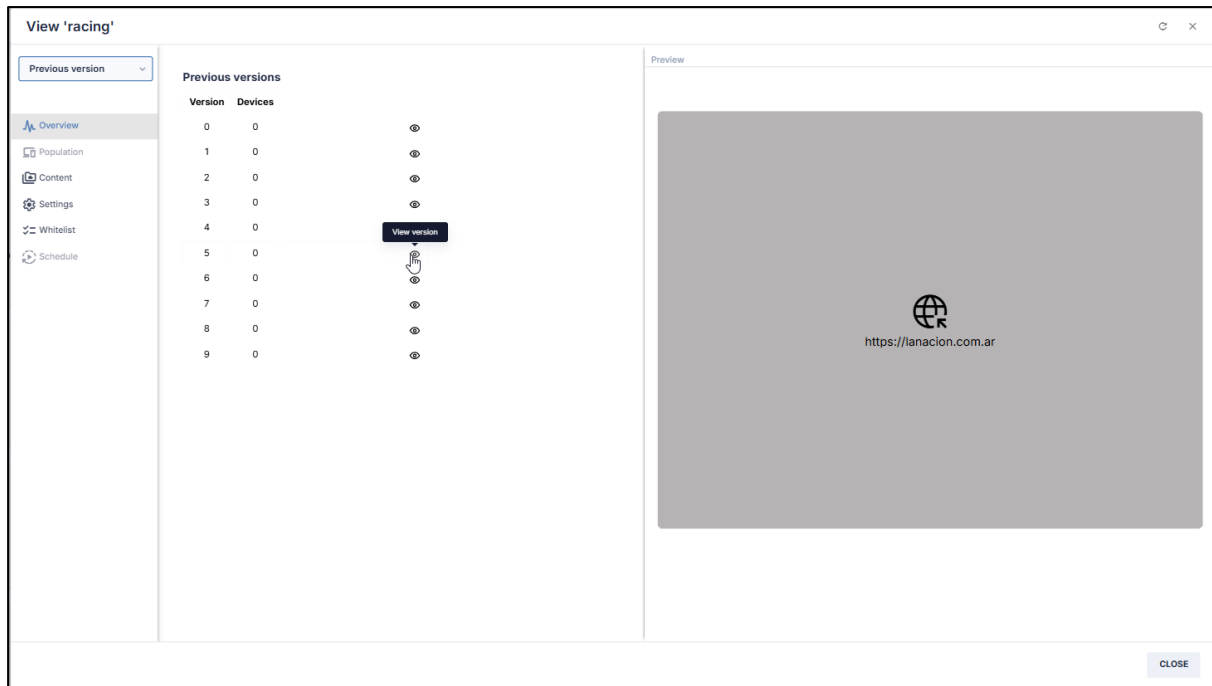 View 'racing'
Previous version
Overview
Population
Content
Settings
Whitelist
Schedule
Previous versions
Version Devices
0 0
1 0
2 0
3 0
4 0
View version
5 0
6 0
7 0
8 0
9 0
Preview
https://lanacion.com.ar
CLOSE